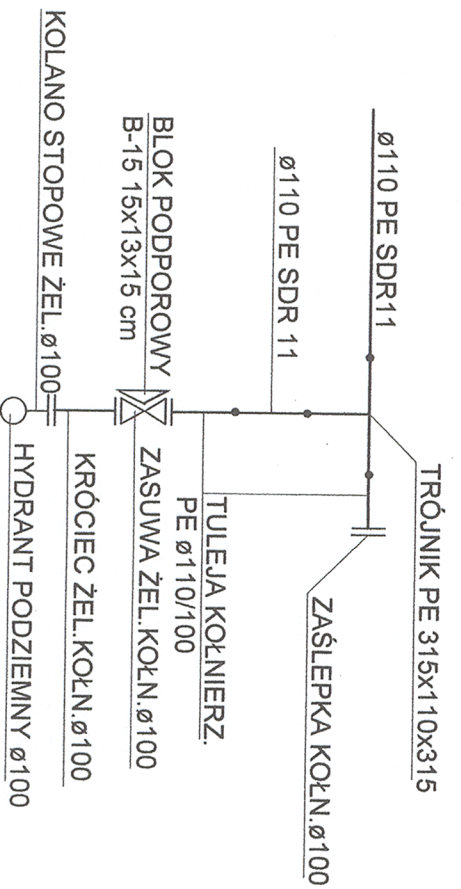 TRÓJNIK PE 315x110x315
ø110 PE SDR11
ZAŚLEPKA KOŁN.ø100
ø110 PE SDR 11
TULEJA KOŁNIERZ.
PE ø110/100
BLOK PODPOROWY
B-15 15x13x15 cm
ZASUWA ŻEL.KOŁN.ø100
KRÓCIEC ŻEL.KOŁN.ø100
KOLANO STOPOWE ŻEL.ø100
HYDRANT PODZIEMNY ø100